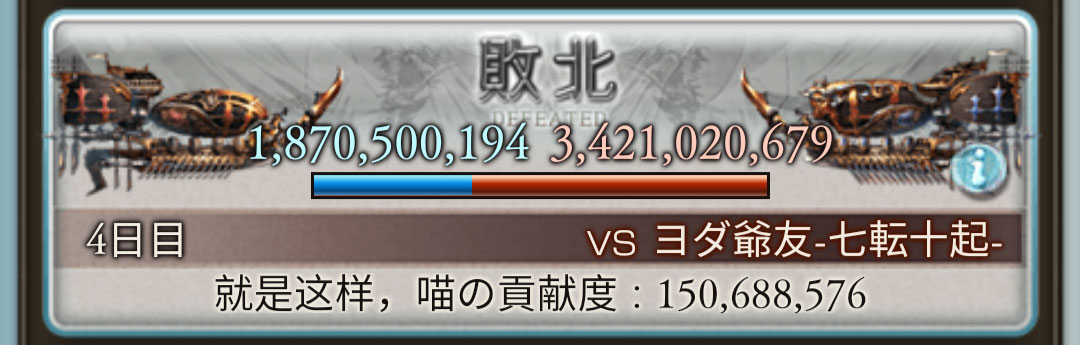 敗北
DEFEATED
1,870,500,194 3,421,020,679
4日目 VS ヨダ爺友-七転十起-
就是这样，喵の貢献度：150,688,576